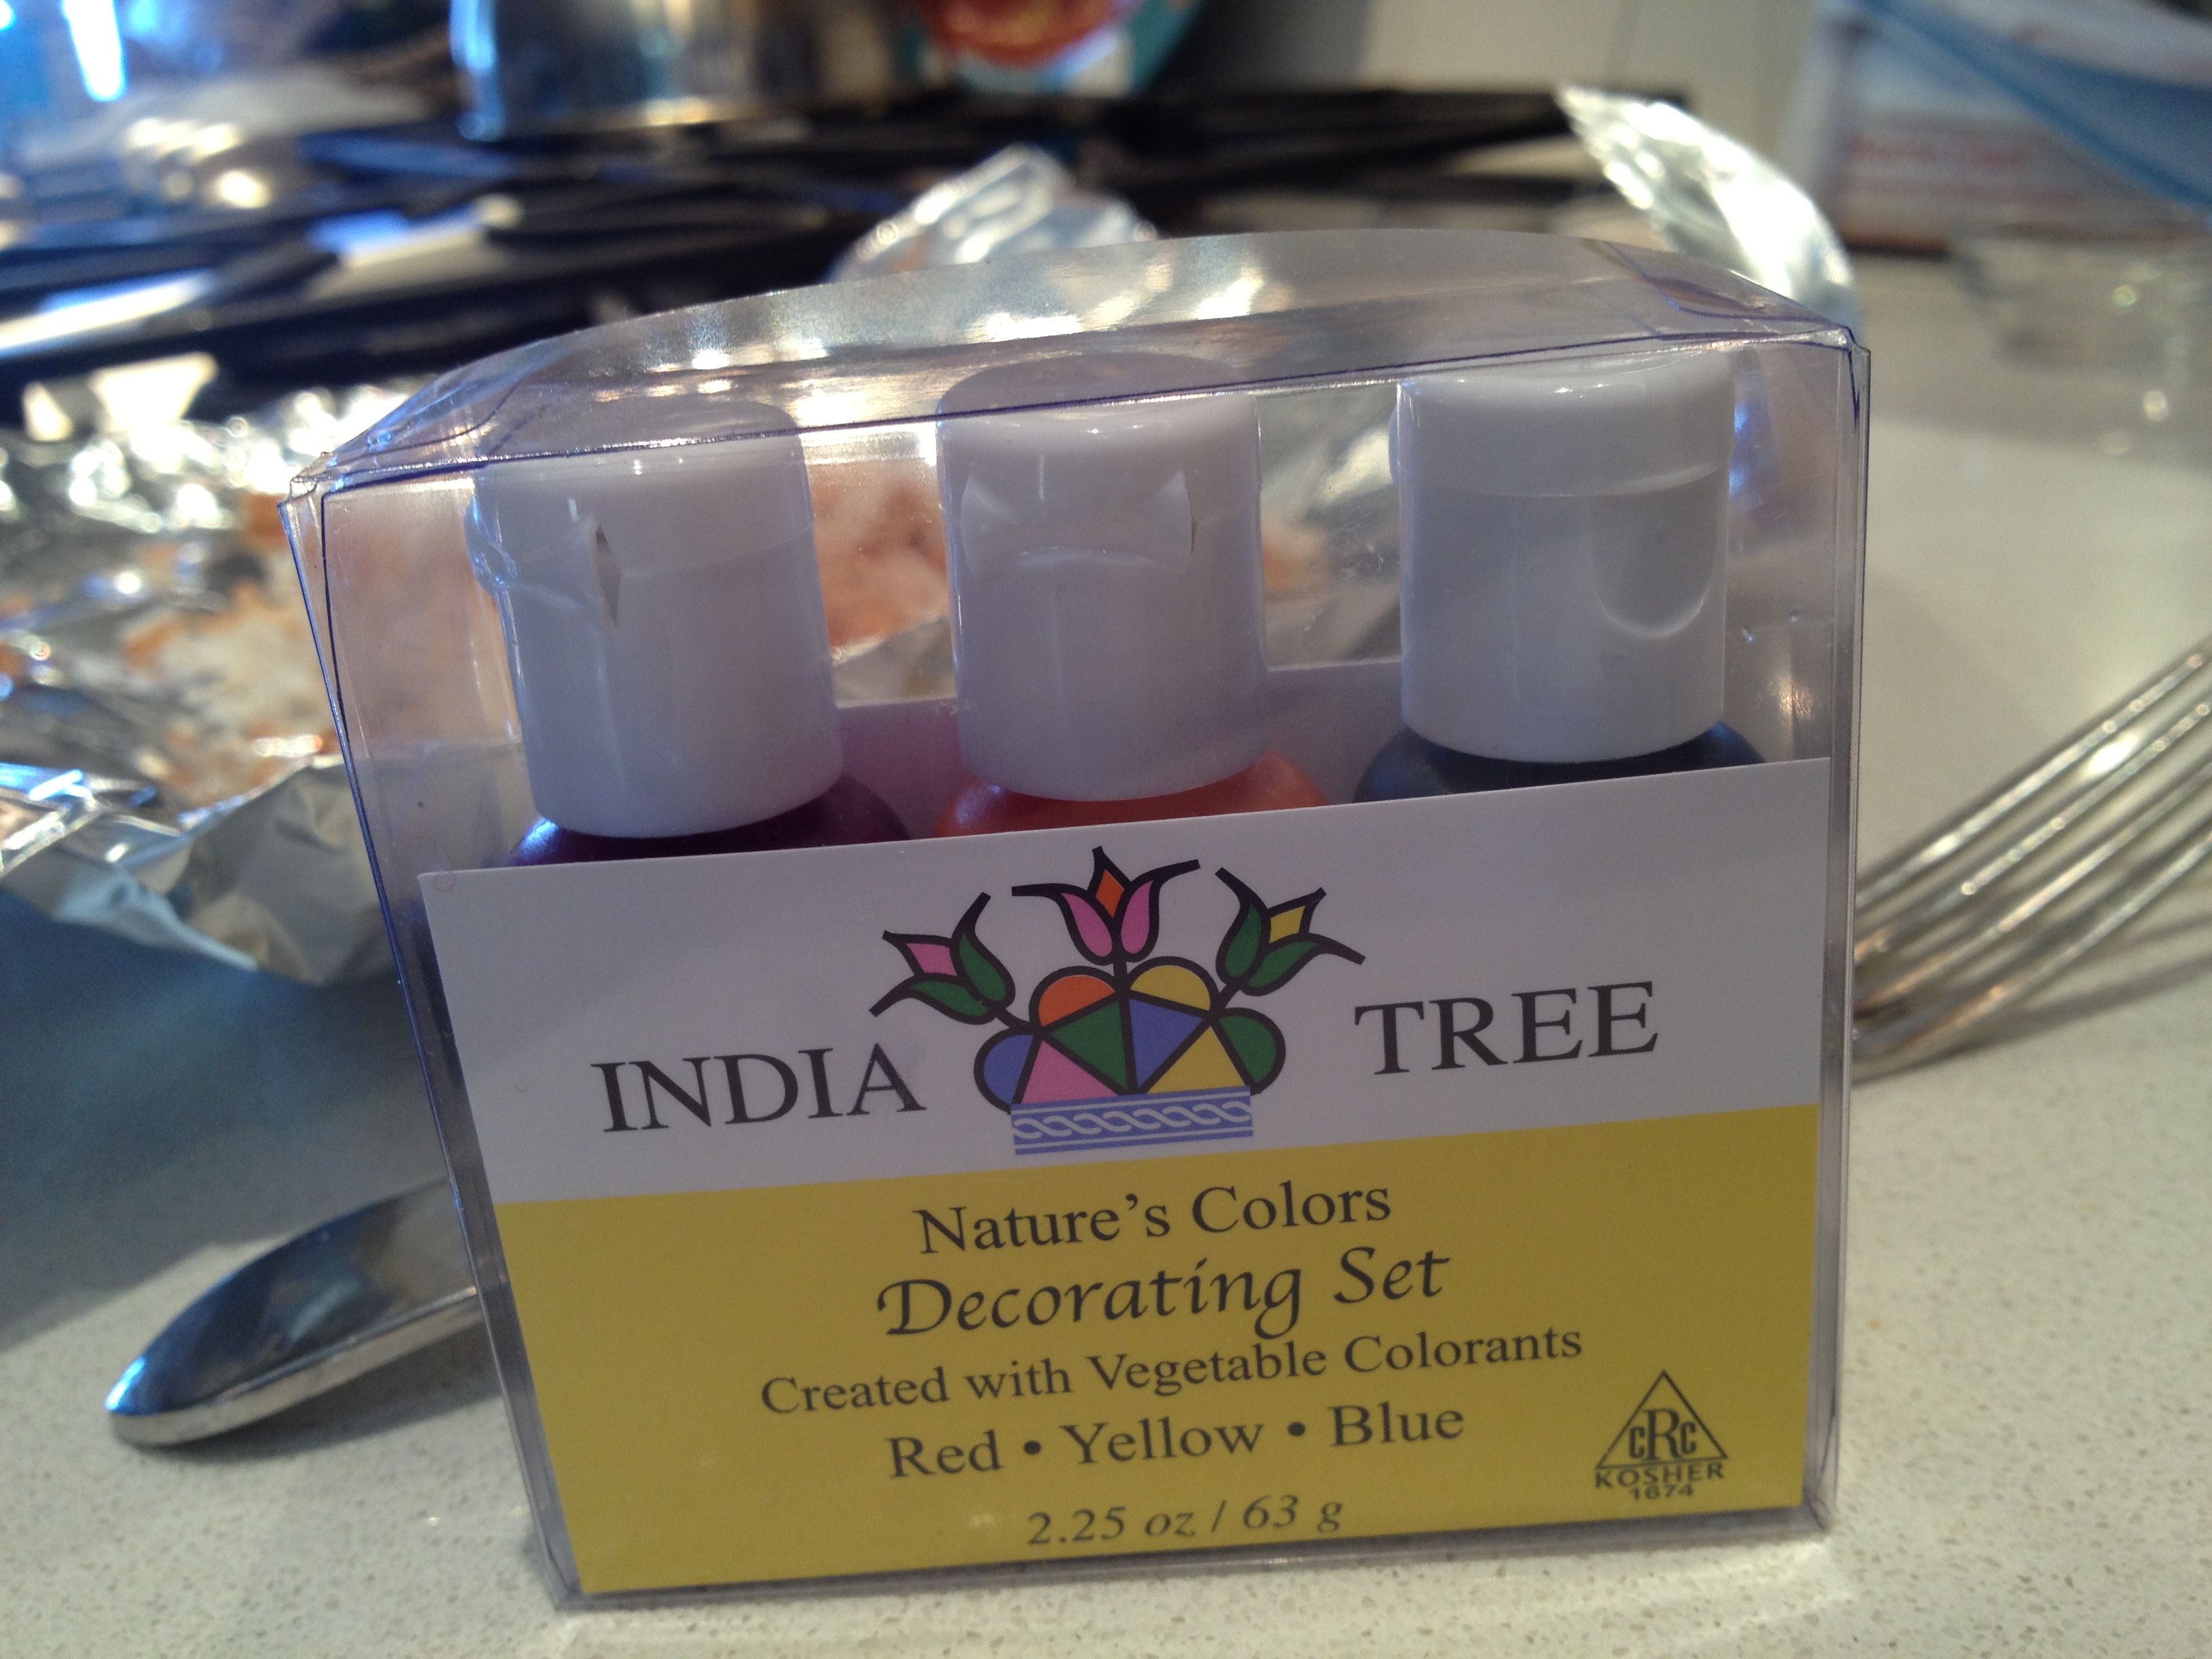 INDIA TREE
Nature's Colors
Decorating Set
Created with Vegetable Colorants
Red • Yellow • Blue
2.25 oz / 63 g
cRc
KOSHER
1674